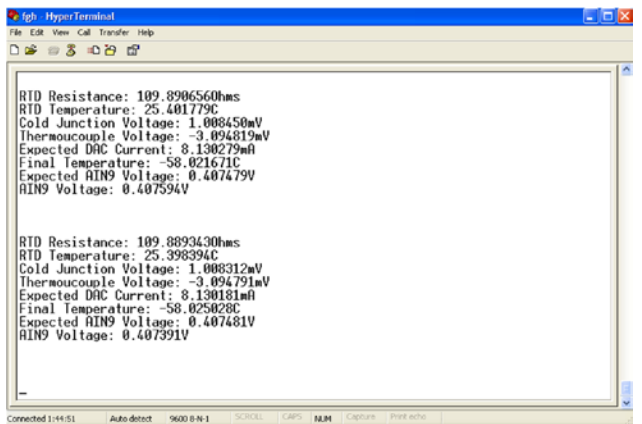 fgh - HyperTerminal
File Edit View Call Transfer Help
RTD Resistance: 109.890656Ohms
RTD Temperature: 25.401779C
Cold Junction Voltage: 1.008450mV
Thermoucouple Voltage: -3.094819mV
Expected DAC Current: 8.130279mA
Final Temperature: -58.021671C
Expected AIN9 Voltage: 0.407479V
AIN9 Voltage: 0.407594V
RTD Resistance: 109.889343Ohms
RTD Temperature: 25.398394C
Cold Junction Voltage: 1.008312mV
Thermoucouple Voltage: -3.094791mV
Expected DAC Current: 8.130181mA
Final Temperature: -58.025028C
Expected AIN9 Voltage: 0.407481V
AIN9 Voltage: 0.407391V
Connected 1:44:51 Auto detect 9600 8-N-1 SCROLL CAPS NUM Capture Print echo